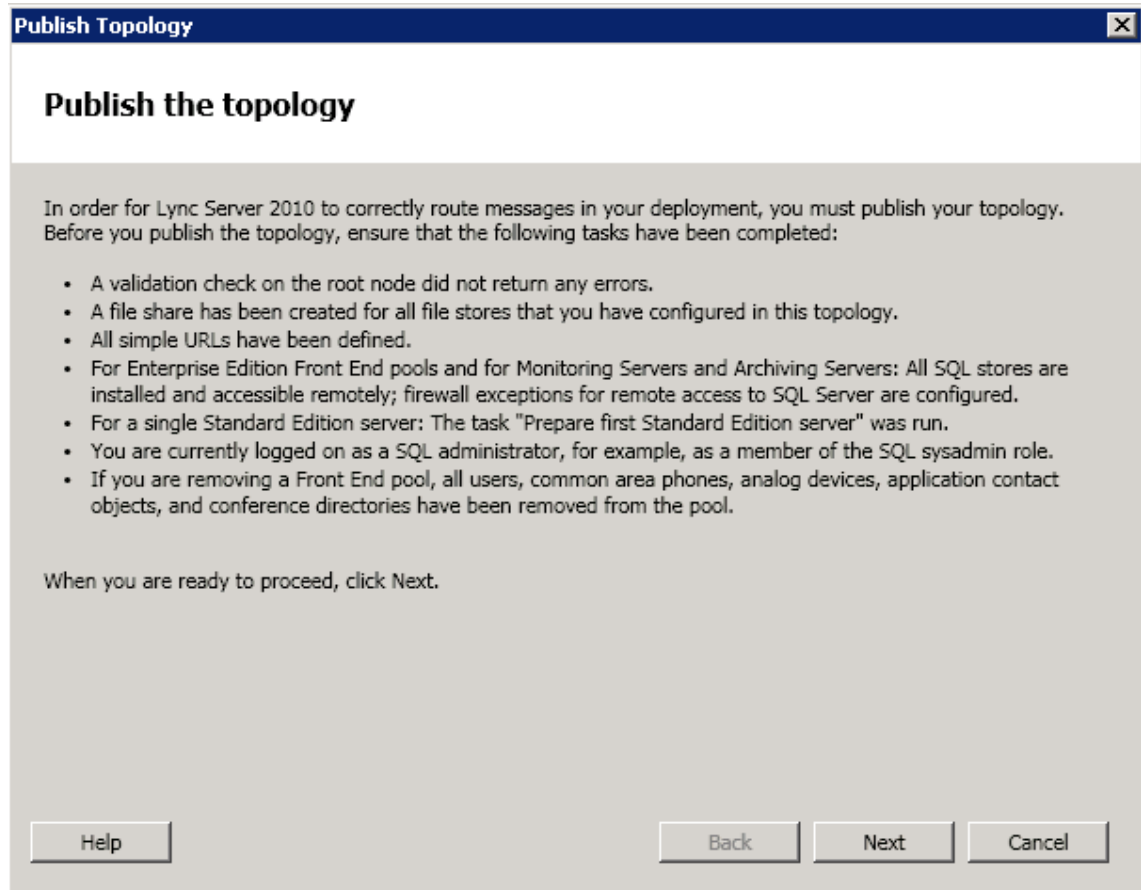 Publish Topology
Publish the topology
In order for Lync Server 2010 to correctly route messages in your deployment, you must publish your topology.
Before you publish the topology, ensure that the following tasks have been completed:
• A validation check on the root node did not return any errors.
• A file share has been created for all file stores that you have configured in this topology.
• All simple URLs have been defined.
• For Enterprise Edition Front End pools and for Monitoring Servers and Archiving Servers: All SQL stores are
installed and accessible remotely; firewall exceptions for remote access to SQL Server are configured.
• For a single Standard Edition server: The task "Prepare first Standard Edition server" was run.
• You are currently logged on as a SQL administrator, for example, as a member of the SQL sysadmin role.
• If you are removing a Front End pool, all users, common area phones, analog devices, application contact
objects, and conference directories have been removed from the pool.
When you are ready to proceed, click Next.
Help Back Next Cancel